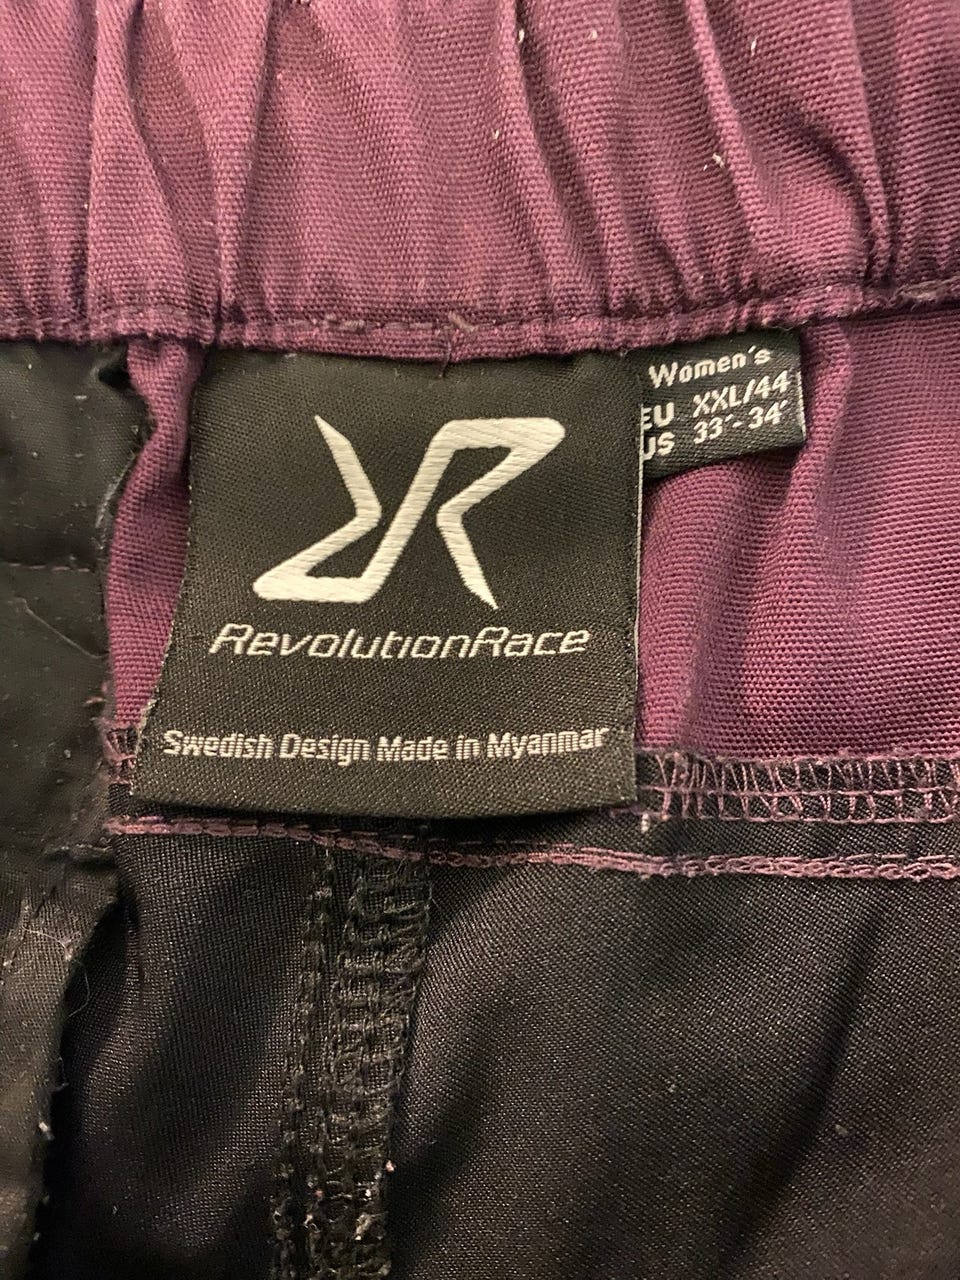 RevolutionRace
Swedish Design Made in Myanmar
Women's
EU XXL/44
US 33"-34"